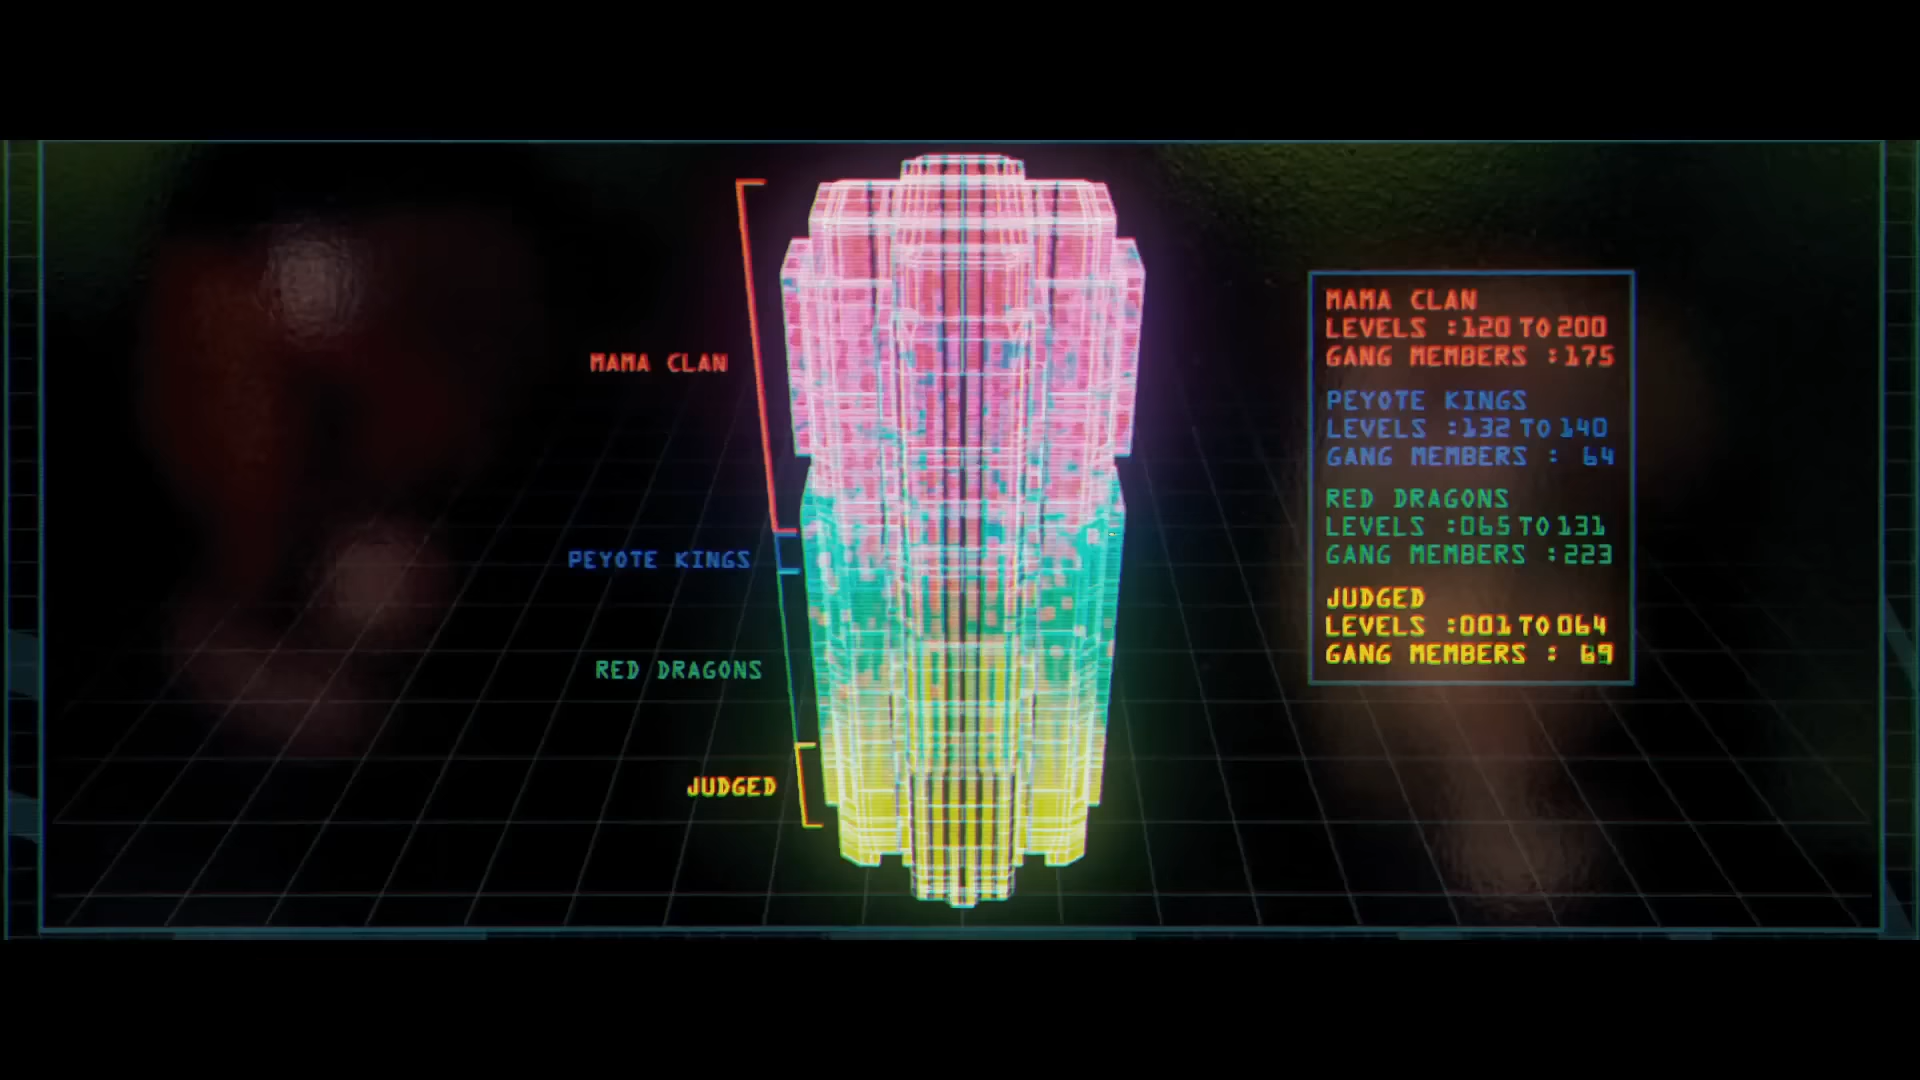 MAMA CLAN
PEYOTE KINGS
RED DRAGONS
JUDGED
MAMA CLAN
LEVELS :120 TO 200
GANG MEMBERS :175
PEYOTE KINGS
LEVELS :132 TO 140
GANG MEMBERS : 64
RED DRAGONS
LEVELS :065 TO 131
GANG MEMBERS :223
JUDGED
LEVELS :001 TO 064
GANG MEMBERS : 69